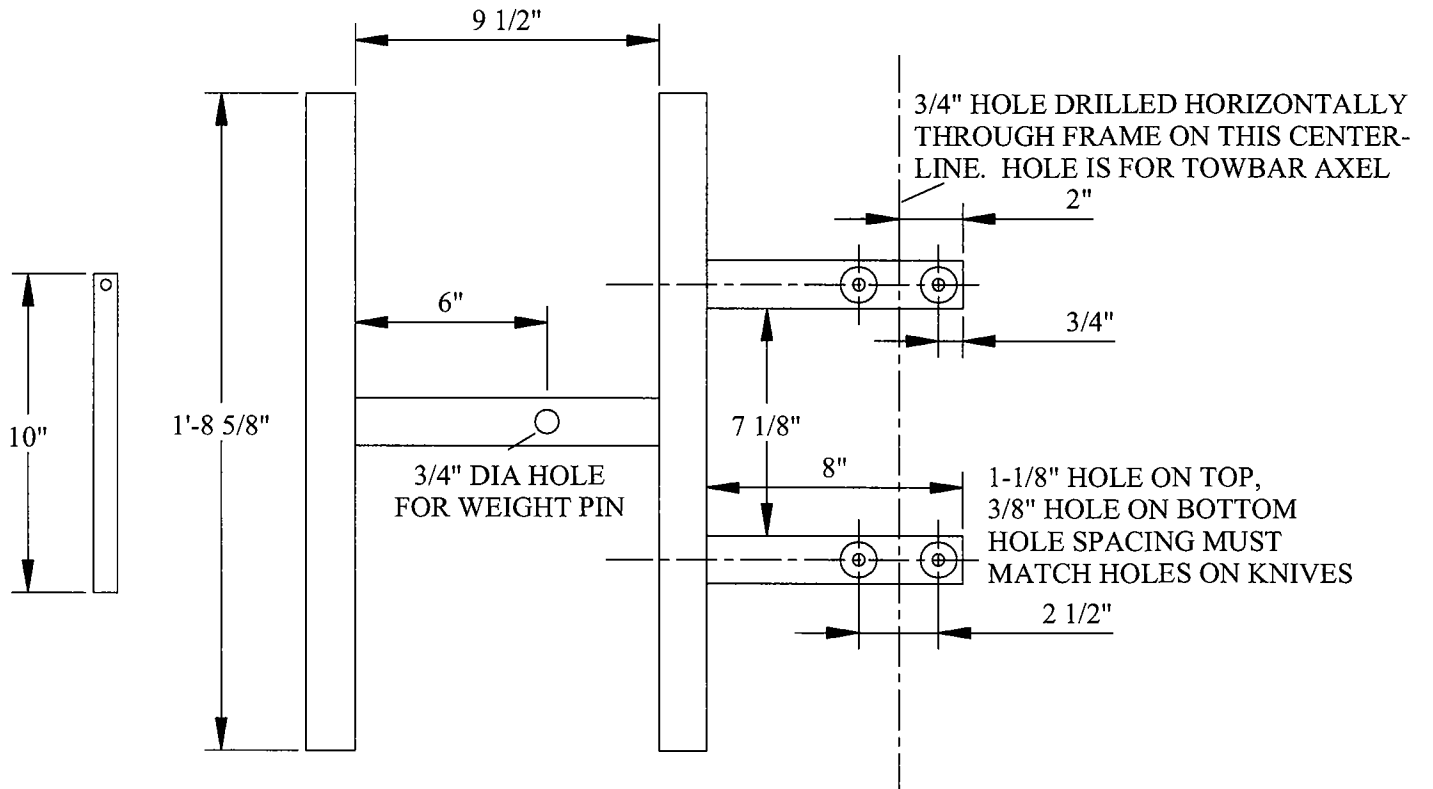 9 1/2"
3/4" HOLE DRILLED HORIZONTALLY
THROUGH FRAME ON THIS CENTER-
LINE.  HOLE IS FOR TOWBAR AXEL
2"
6"
3/4"
10"
1'-8 5/8"
7 1/8"
3/4" DIA HOLE
FOR WEIGHT PIN
8"
1-1/8" HOLE ON TOP,
3/8" HOLE ON BOTTOM
HOLE SPACING MUST
MATCH HOLES ON KNIVES
2 1/2"